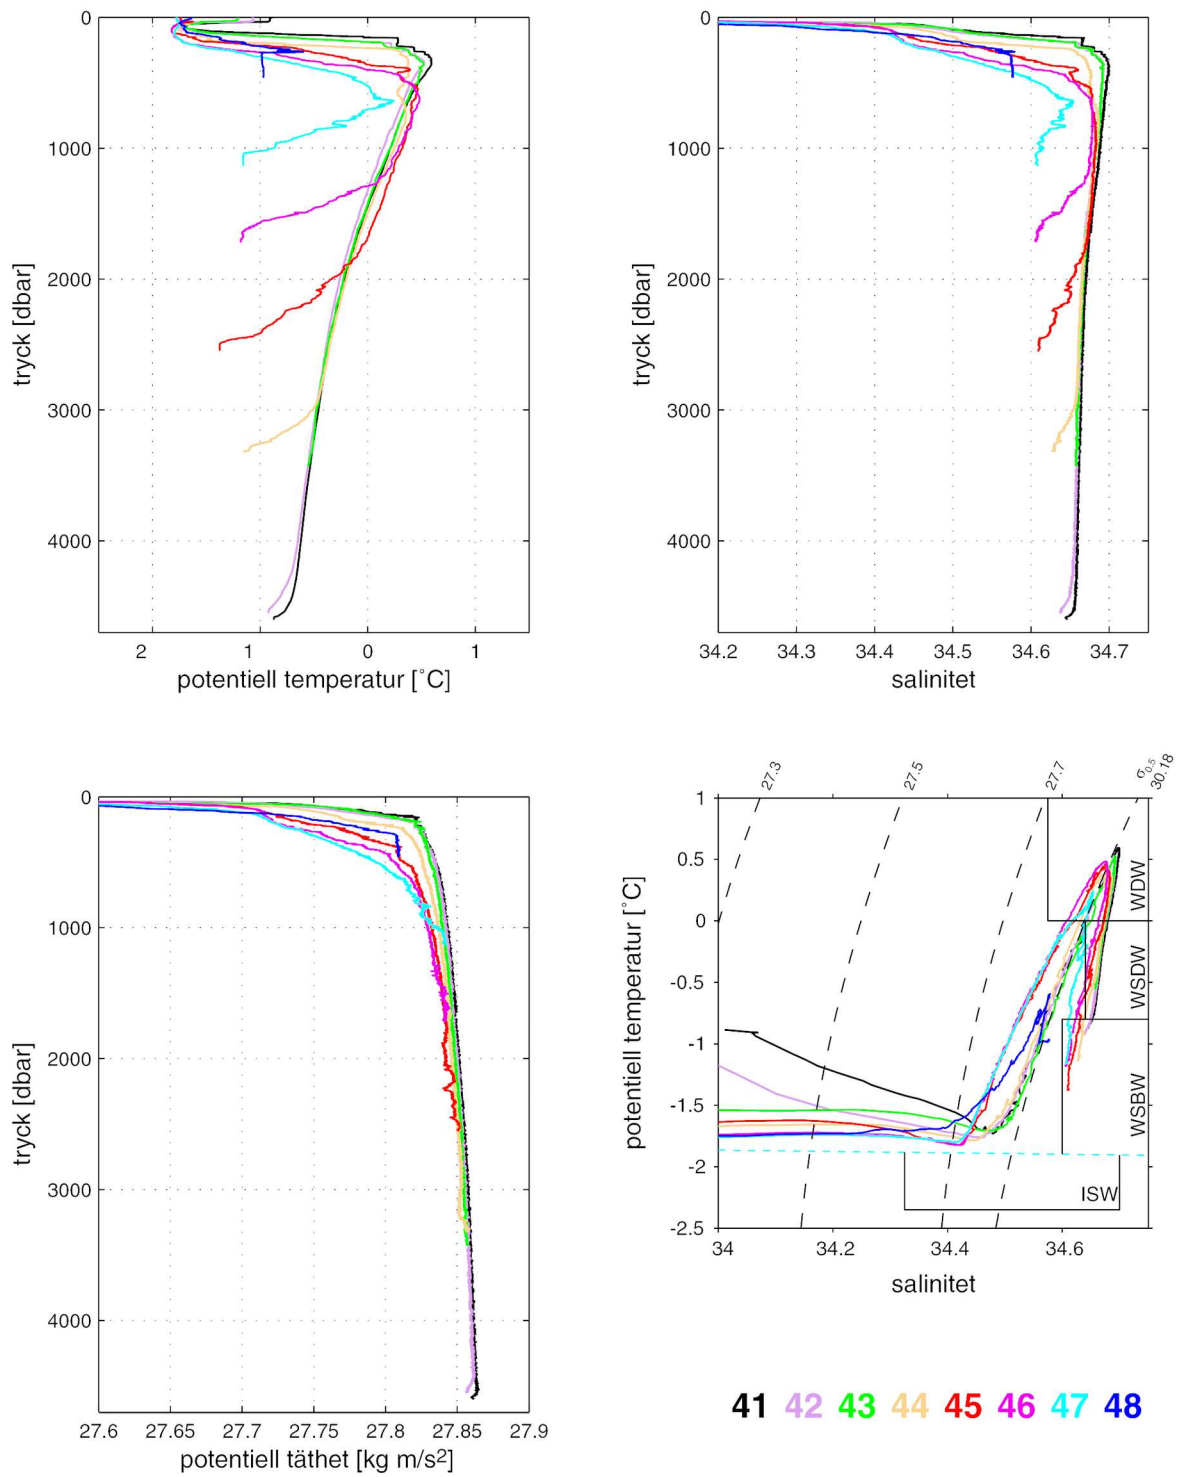 0
1000
2000
3000
4000
tryck [dbar]
2 1 0 1
potentiell temperatur [˚C]
0
1000
2000
3000
4000
tryck [dbar]
34.2 34.3 34.4 34.5 34.6 34.7
salinitet
0
1000
2000
3000
4000
tryck [dbar]
27.6 27.65 27.7 27.75 27.8 27.85 27.9
potentiell täthet [kg m/s²]
27.3 27.5 27.7 σ0.5 30.18
1
0.5
0
-0.5
-1
-1.5
-2
-2.5
potentiell temperatur [˚C]
WDW
WSDW
WSBW
ISW
34 34.2 34.4 34.6
salinitet
41 42 43 44 45 46 47 48